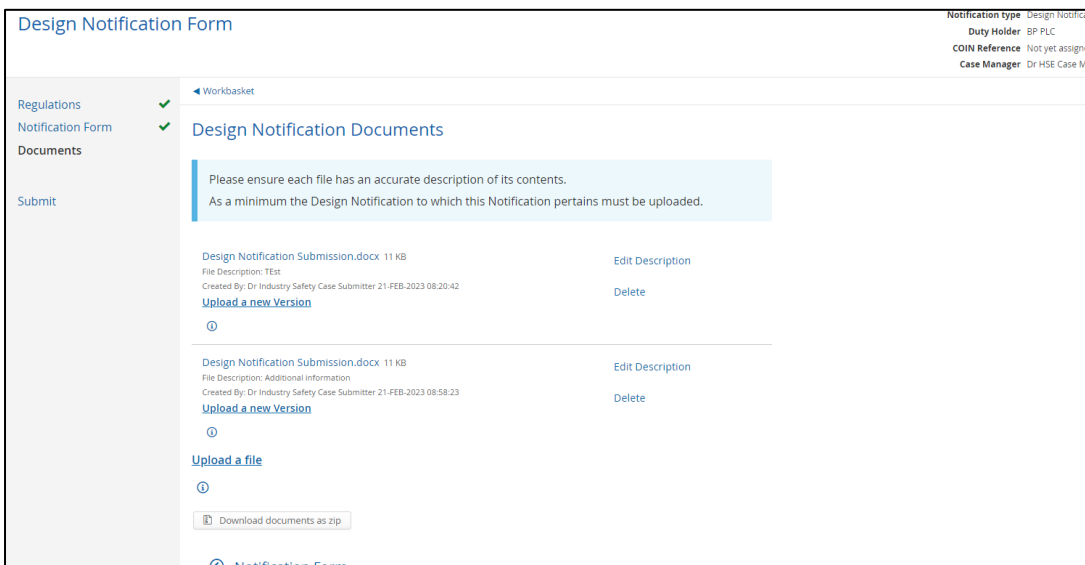 Design Notification Form
Notification type Design Notific
Duty Holder BP PLC
COIN Reference Not yet assign
Case Manager Dr HSE Case M
Regulations
Notification Form
Documents
Submit
Workbasket
Design Notification Documents
Please ensure each file has an accurate description of its contents.
As a minimum the Design Notification to which this Notification pertains must be uploaded.
Design Notification Submission.docx 11 KB
Edit Description
File Description: TEst
Created By: Dr Industry Safety Case Submitter 21-FEB-2023 08:20:42
Delete
Upload a new Version
Design Notification Submission.docx 11 KB
Edit Description
File Description: Additional information
Created By: Dr Industry Safety Case Submitter 21-FEB-2023 08:58:23
Delete
Upload a new Version
Upload a file
Download documents as zip
Notification Form